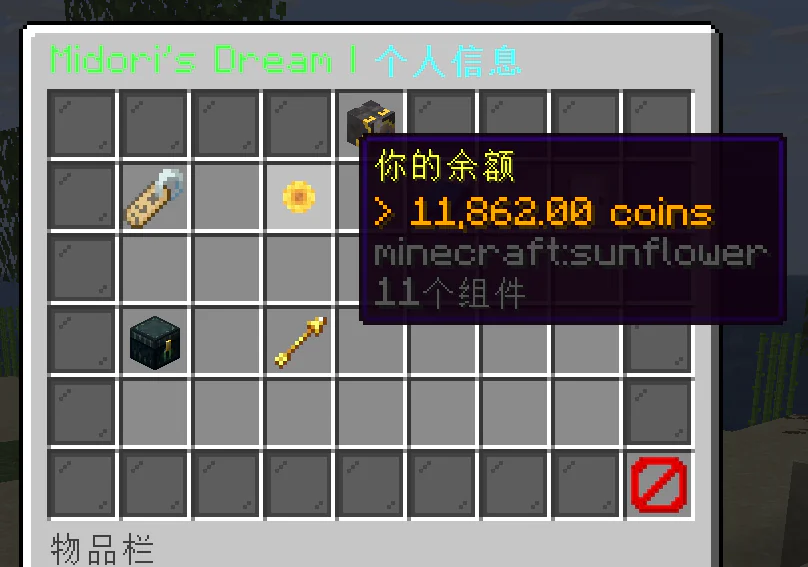 Midori's Dream | 个人信息
你的余额
> 11,862.00 coins
minecraft:sunflower
11个组件
物品栏